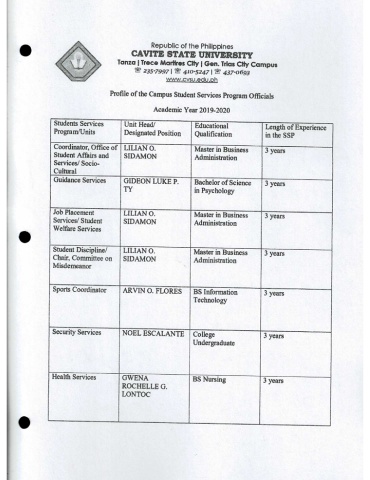 Republic of the Philippines
CAVITE STATE UNIVERSITY
Tanza | Trece Martires City | Gen. Trias City Campus
☏ 235-7997 | ☏ 410-5247 | ☏ 437-0693
www.cvsu.edu.ph
Profile of the Campus Student Services Program Officials
Academic Year 2019-2020
Students Services Program/Units | Unit Head/ Designated Position | Educational Qualification | Length of Experience in the SSP
Coordinator, Office of Student Affairs and Services/ Socio-Cultural | LILIAN O. SIDAMON | Master in Business Administration | 3 years
Guidance Services | GIDEON LUKE P. TY | Bachelor of Science in Psychology | 3 years
Job Placement Services/ Student Welfare Services | LILIAN O. SIDAMON | Master in Business Administration | 3 years
Student Discipline/ Chair, Committee on Misdemeanor | LILIAN O. SIDAMON | Master in Business Administration | 3 years
Sports Coordinator | ARVIN O. FLORES | BS Information Technology | 3 years
Security Services | NOEL ESCALANTE | College Undergraduate | 3 years
Health Services | GWENA ROCHELLE G. LONTOC | BS Nursing | 3 years